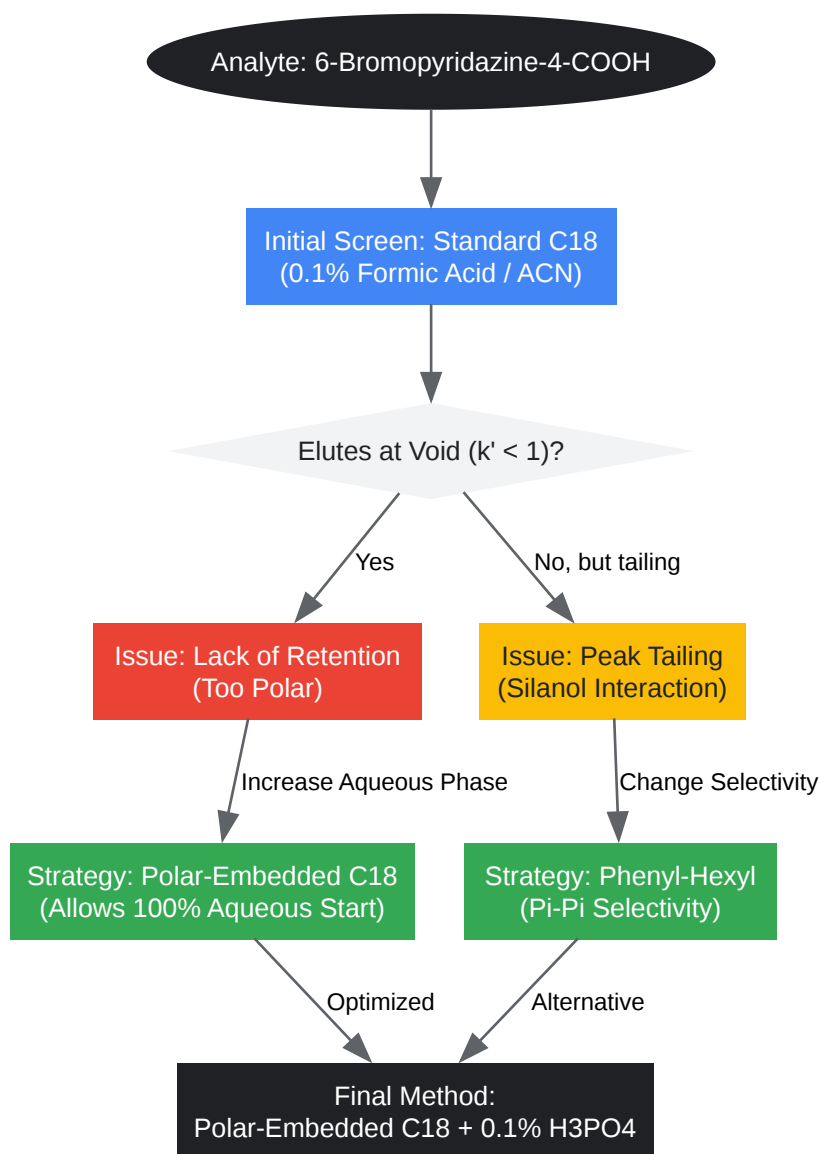 Analyte: 6-Bromopyridazine-4-COOH
Initial Screen: Standard C18
(0.1% Formic Acid / ACN)
Elutes at Void (k' < 1)?
Yes
No, but tailing
Issue: Lack of Retention
(Too Polar)
Issue: Peak Tailing
(Silanol Interaction)
Increase Aqueous Phase
Change Selectivity
Strategy: Polar-Embedded C18
(Allows 100% Aqueous Start)
Strategy: Phenyl-Hexyl
(Pi-Pi Selectivity)
Optimized
Alternative
Final Method:
Polar-Embedded C18 + 0.1% H3PO4